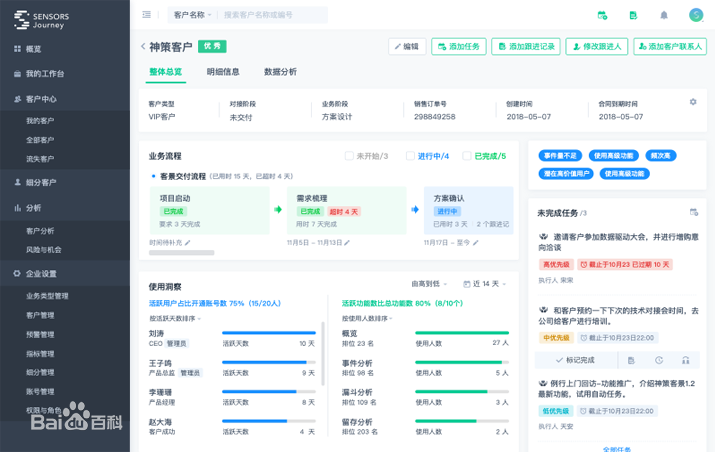 SENSORS
Journey
概览
我的工作台
客户中心
我的客户
全部客户
流失客户
细分客户
分析
客户分析
风险与机会
企业设置
业务类型管理
客户管理
预警管理
指标管理
细分管理
账号管理
权限与角色
Bai百科
客户名称
搜索客户名称或编号
S
神策客户
优秀
编辑
添加任务
添加跟进记录
修改跟进人
添加客户联系人
整体总览
明细信息
数据分析
客户类型 对接阶段 业务阶段 销售订单号 创建时间 合同到期时间
VIP客户 未交付 方案设计 298849258 2018-05-07 2018-05-07
业务流程
未开始/3
进行中/4
已完成/5
客景交付流程 (已用时 15 天，已超时 4 天)
项目启动
已完成
要求 3 天完成
时间待补充
需求梳理
已完成 超时 4 天
用时 7 天完成
11月5日 – 11月13日
方案确认
进行中
已用时 3 天 2 个跟进记
11月17日 – 至今
使用洞察
由高到低
近 14 天
活跃用户占比开通账号数 75%（15/20人）
按活跃天数排序
刘涛
CEO 管理员 活跃天数 10 天
王子鸣
产品总监 管理员 活跃天数 9 天
李珊珊
产品经理 活跃天数 8 天
赵大海
客户成功 活跃天数 4 天
活跃功能数比总功能数 80%（8/10个）
按使用人数排序
概览
排位 23 名 使用人数 27 人
事件分析
排位 98 名 使用人数 5 人
漏斗分析
排位 109 名 使用人数 3 人
留存分析
排位 203 名 使用人数 2 人
事件量不足
使用高级功能
频次高
潜在高价值用户
使用高级功能
未完成任务 /3
邀请客户参加数据驱动大会，并进行增购意
向洽谈
高优先级 截止于10月23 已过期 10 天
执行人 宋宋
和客户预约一下下次的技术对接会时间，去
公司给客户进行培训。
中优先级 截止于10月23日22:00
标记完成
例行上门回访-功能推广，介绍神策客景1.2
最新功能，试用自动任务。
低优先级 截止于10月23日22:00
执行人 天安
全部任务